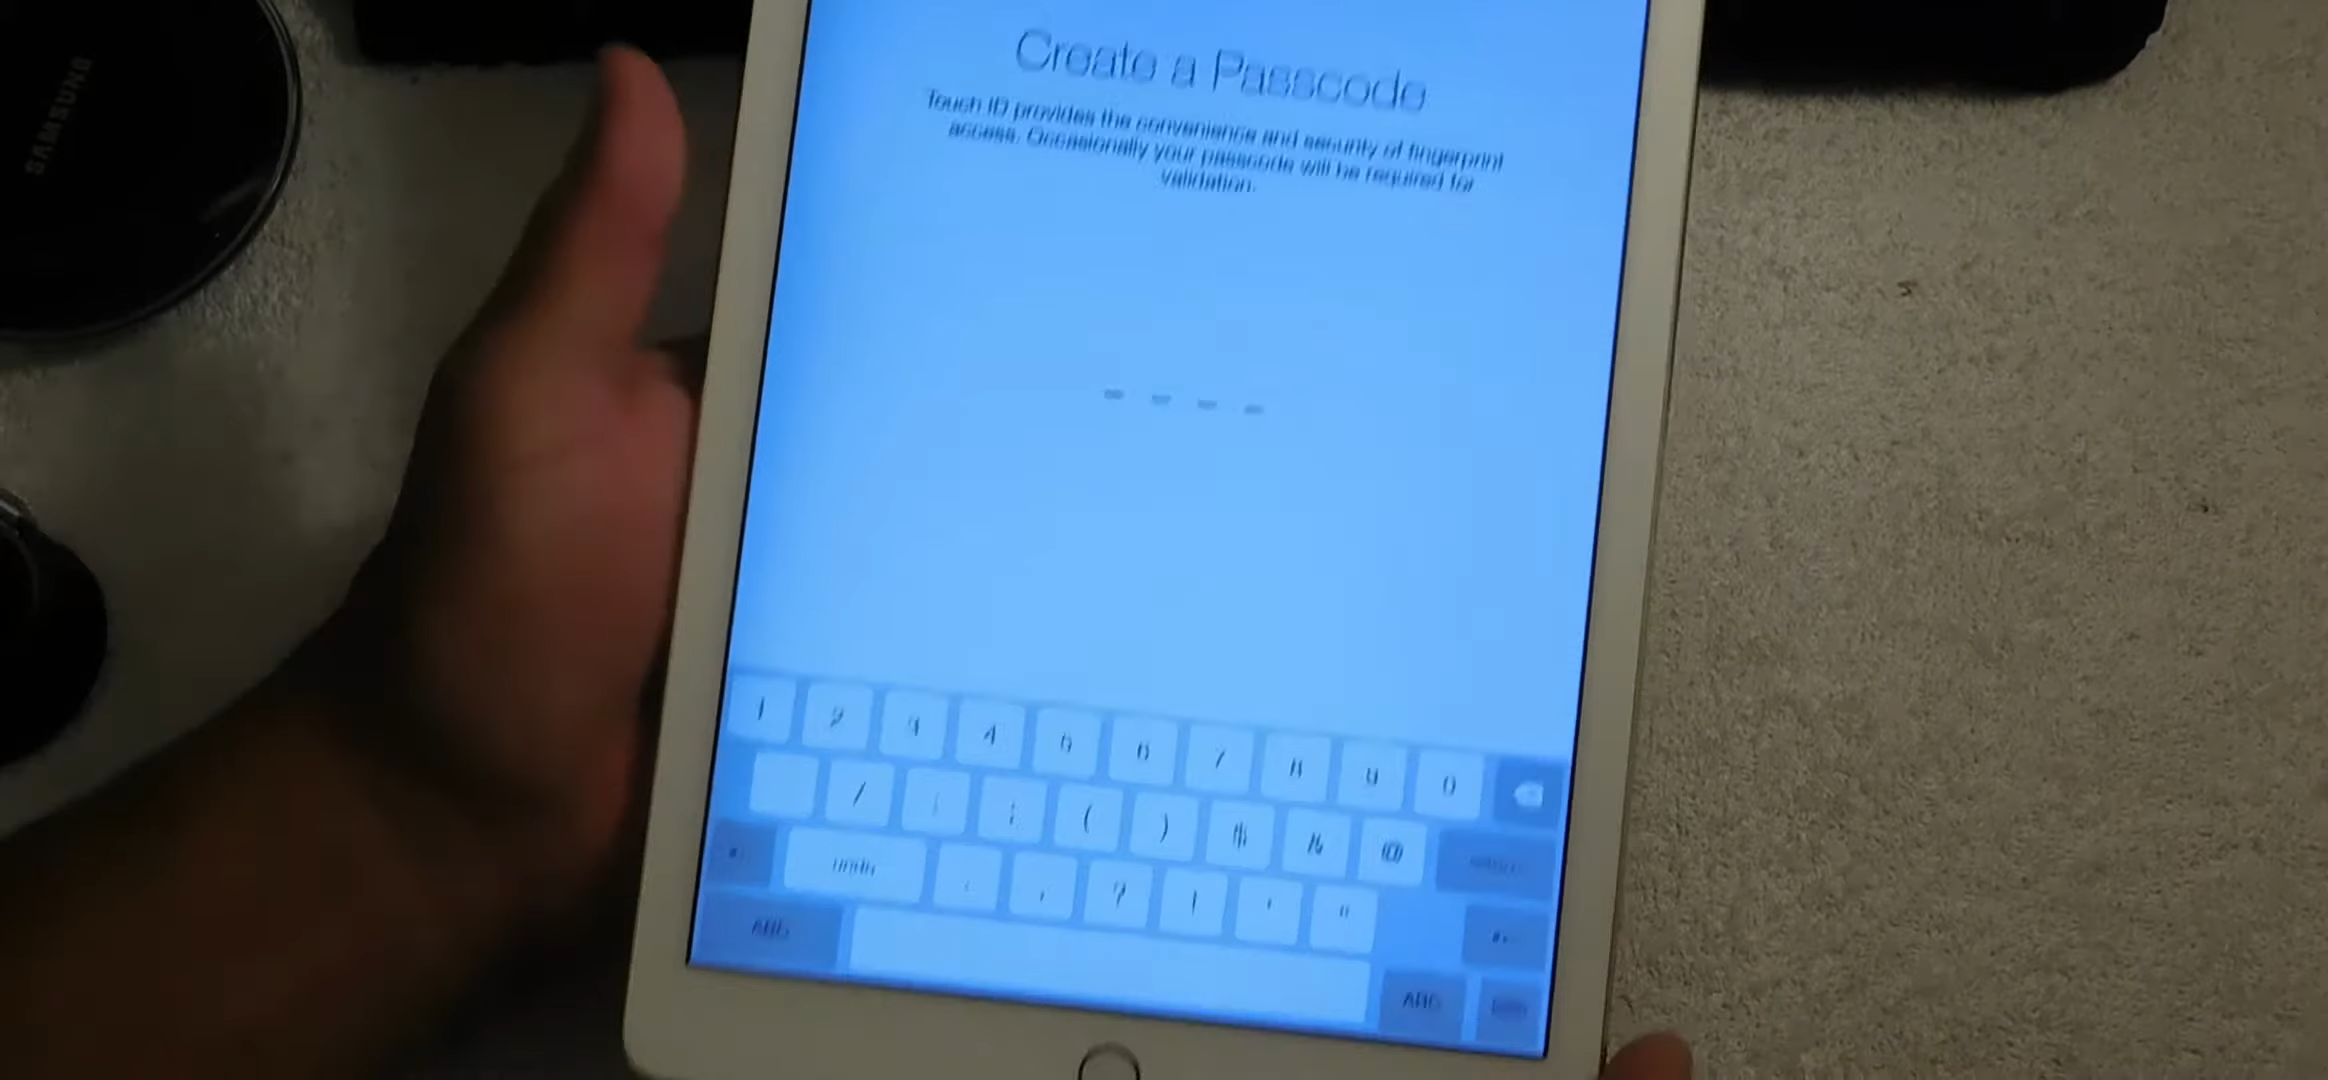 SAMSUNG
Create a Passcode
Touch ID provides the convenience and security of fingerprint
access. Occasionally your passcode will be required for
validation.
1 2 3 4 5 6 7 8 9 0
/ : ; ( ) $ & @
undo . , ? ! ' "
ABC ABC